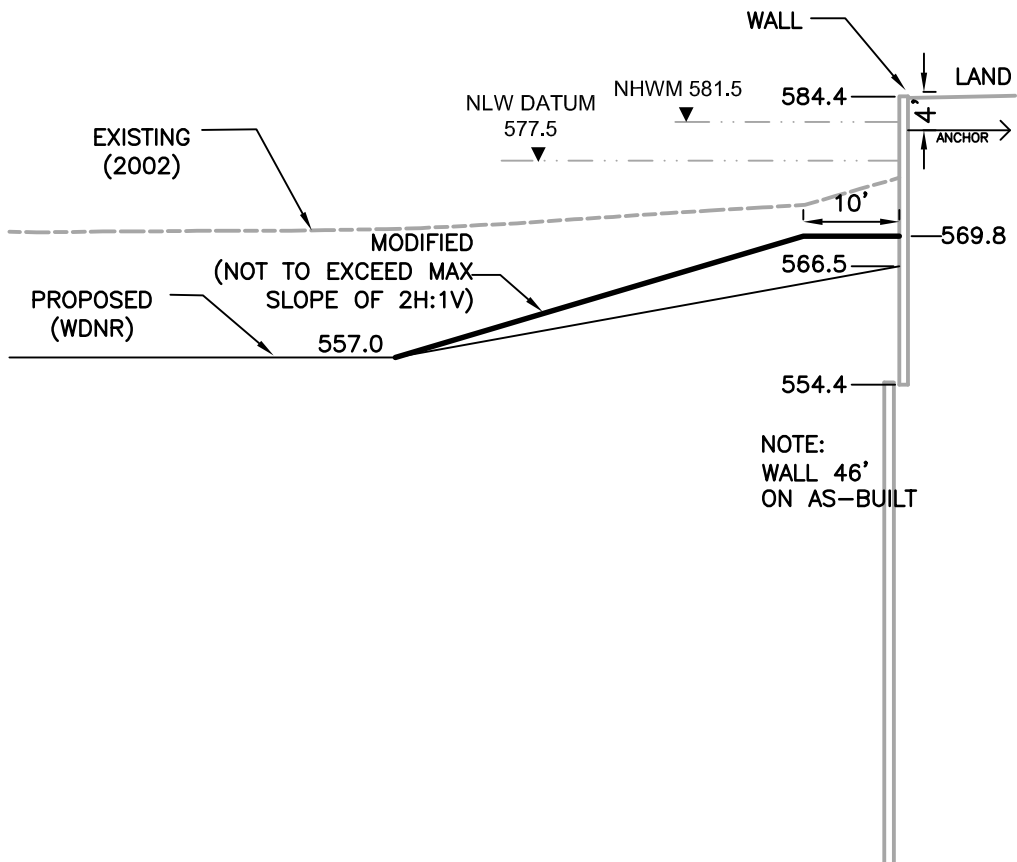 WALL
LAND
584.4
4'
ANCHOR
NHWM 581.5
NLW DATUM
577.5
EXISTING
(2002)
10'
569.8
MODIFIED
(NOT TO EXCEED MAX
SLOPE OF 2H:1V)
566.5
PROPOSED
(WDNR)
557.0
554.4
NOTE:
WALL 46'
ON AS-BUILT